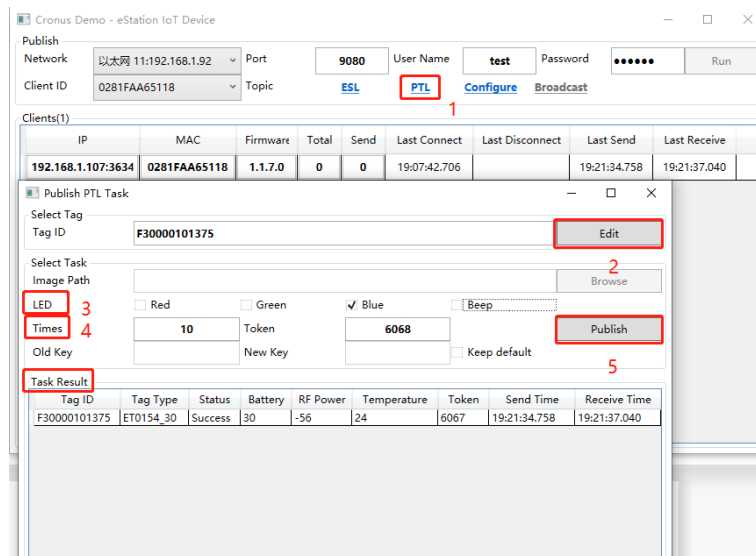 Cronus Demo - eStation IoT Device
Publish
Network 以太网 11:192.168.1.92 Port 9080 User Name test Password ●●●●●● Run
Client ID 0281FAA65118 Topic ESL PTL Configure Broadcast
1
Clients(1)
IP MAC Firmware Total Send Last Connect Last Disconnect Last Send Last Receive
192.168.1.107:3634 0281FAA65118 1.1.7.0 0 0 19:07:42.706 19:21:34.758 19:21:37.040
Publish PTL Task
Select Tag
Tag ID F30000101375 Edit
2
Select Task
Image Path Browse
LED 3 Red Green Blue Beep
Times 4 10 Token 6068 Publish
Old Key New Key Keep default
5
Task Result
Tag ID Tag Type Status Battery RF Power Temperature Token Send Time Receive Time
F30000101375 ET0154_30 Success 30 -56 24 6067 19:21:34.758 19:21:37.040